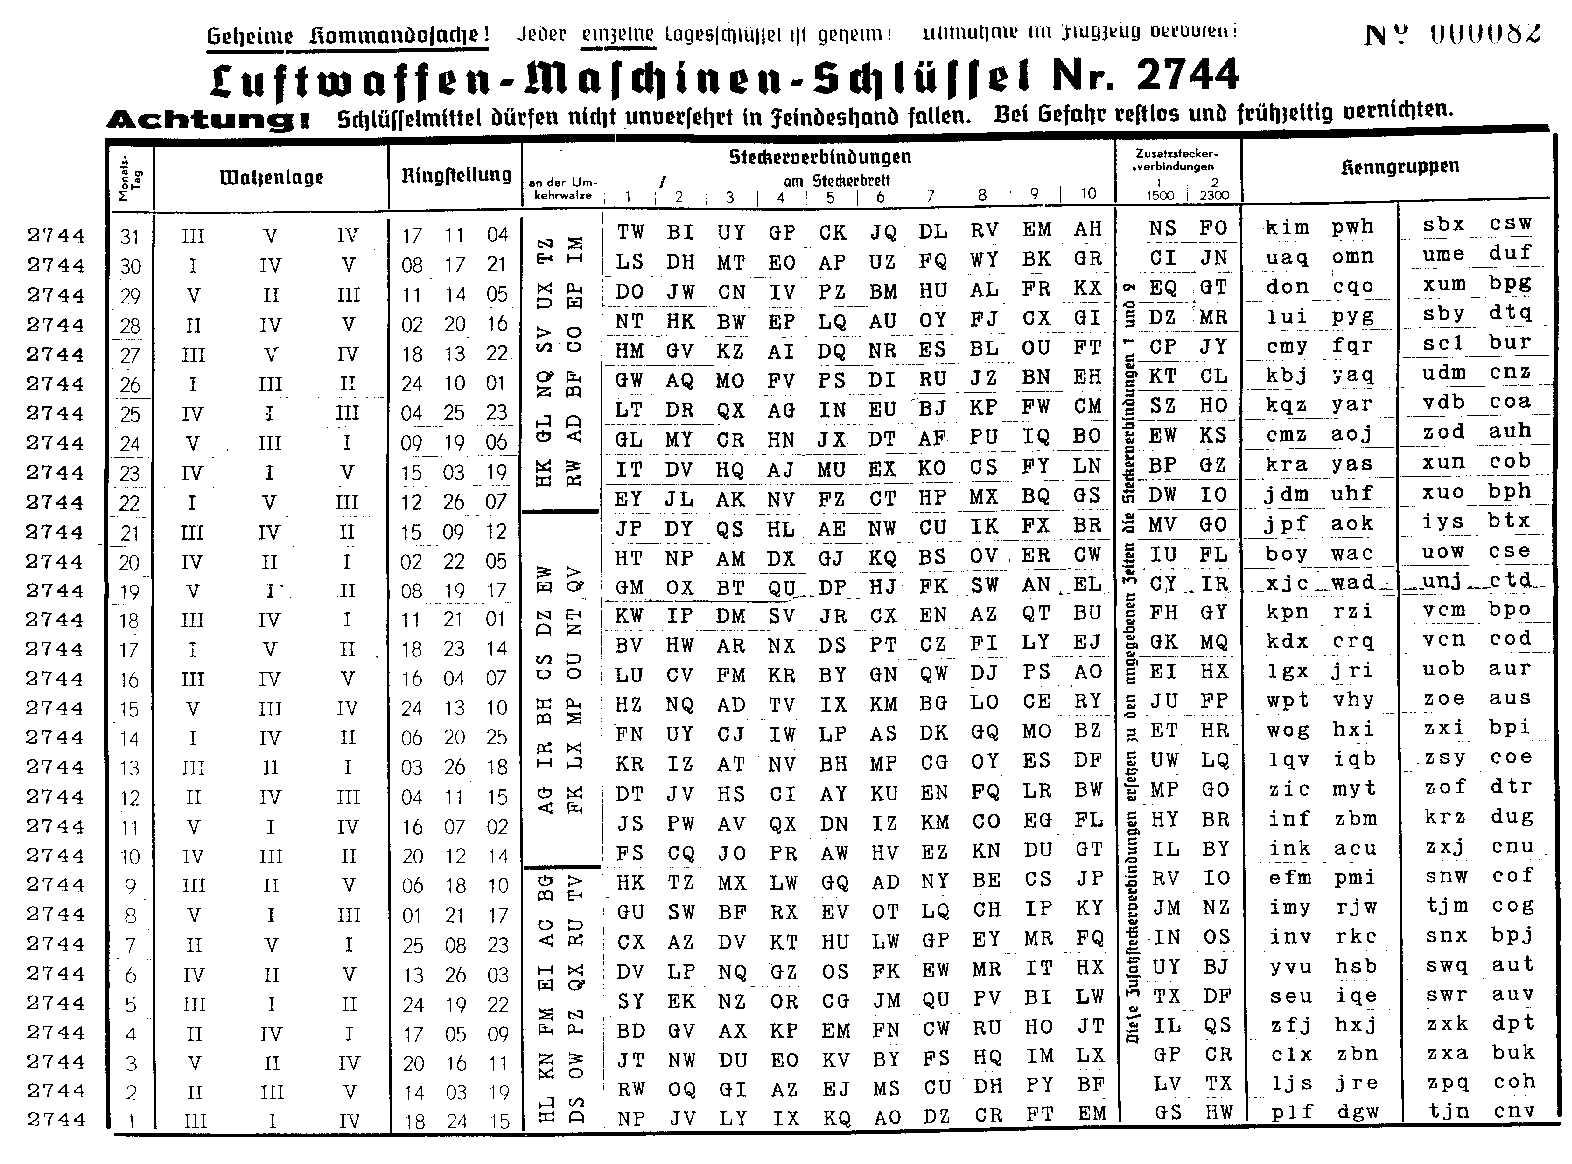 Geheime Kommandosache! Jeder einzelne Tagesschlüssel ist geheim! Mitnahme im Flugzeug verboten! Nº 000082
Luftwaffen-Maschinen-Schlüssel Nr. 2744
Achtung! Schlüsselmittel dürfen nicht unversehrt in Feindeshand fallen. Bei Gefahr restlos und frühzeitig vernichten.
Monats-Tag Walzenlage Ringstellung Steckerverbindungen Zusatzstecker-verbindungen Kenngruppen
an der Um-kehrwalze am Steckerbrett
1 2 3 4 5 6 7 8 9 10 1 1500 2 2300
2744 31 III V IV 17 11 04 TW BI UY GP CK JQ DL RV EM AH NS FO kim pwh sbx csw
2744 30 I IV V 08 17 21 LS DH MT EO AP UZ FQ WY BK GR CI JN uaq omn ume duf
2744 29 V II III 11 14 05 DO JW CN IV PZ BM HU AL FR KX EQ GT don cqo xum bpg
2744 28 II IV V 02 20 16 NT HK BW EP LQ AU OY FJ CX GI DZ MR lui pyg sby dtq
2744 27 III V IV 18 13 22 HM GV KZ AI DQ NR ES BL OU FT CP JY cmy fqr scl bur
2744 26 I III II 24 10 01 GW AQ MO FV PS DI RU JZ BN EH KT CL kbj yaq udm cnz
2744 25 IV I III 04 25 23 LT DR QX AG IN EU BJ KP FW CM SZ HO kqz yar vdb coa
2744 24 V III I 09 19 06 GL MY CR HN JX DT AF PU IQ BO EW KS cmz aoj zod auh
2744 23 IV I V 15 03 19 IT DV HQ AJ MU EX KO CS FY LN BP GZ kra yas xun cob
2744 22 I V III 12 26 07 EY JL AK NV FZ CT HP MX BQ GS DW IO jdm uhf xuo bph
2744 21 III IV II 15 09 12 JP DY QS HL AE NW CU IK FX BR MV GO jpf aok iys btx
2744 20 IV II I 02 22 05 HT NP AM DX GJ KQ BS OV ER CW IU FL boy wac uow cse
2744 19 V I II 08 19 17 GM OX BT QU DP HJ FK SW AN EL CY IR xjc wad unj ctd
2744 18 III IV I 11 21 01 KW IP DM SV JR CX EN AZ QT BU FH GY kpn rzi vcm bpo
2744 17 I V II 18 23 14 BV HW AR NX DS PT CZ FI LY EJ GK MQ kdx crq vcn cod
2744 16 III IV V 16 04 07 LU CV FM KR BY GN QW DJ PS AO EI HX lgx jri uob aur
2744 15 V III IV 24 13 10 HZ NQ AD TV IX KM BG LO CE RY JU FP wpt vhy zoe aus
2744 14 I IV II 06 20 25 FN UY CJ IW LP AS DK GQ MO BZ ET HR wog hxi zxi bpi
2744 13 III II I 03 26 18 KR IZ AT NV BH MP CG OY ES DF UW LQ lqv iqb zsy coe
2744 12 II IV III 04 11 15 DT JV HS CI AY KU EN FQ LR BW MP GO zic myt zof dtr
2744 11 V I IV 16 07 02 JS PW AV QX DN IZ KM CO EG FL HY BR inf zbm krz dug
2744 10 IV III II 20 12 14 FS CQ JO PR AW HV EZ KN DU GT IL BY ink acu zxj cnu
2744 9 III II V 06 18 10 HK TZ MX LW GQ AD NY BE CS JP RV IO efm pmi snw cof
2744 8 V I III 01 21 17 GU SW BF RX EV OT LQ CH IP KY JM NZ imy rjw tjm cog
2744 7 II V I 25 08 23 CX AZ DV KT HU LW GP EY MR FQ IN OS inv rkc snx bpj
2744 6 IV II V 13 26 03 DV LP NQ GZ OS FK EW MR IT HX UY BJ yvu hsb swq aut
2744 5 III I II 24 19 22 SY EK NZ OR CG JM QU PV BI LW TX DF seu iqe swr auv
2744 4 II IV I 17 05 09 BD GV AX KP EM FN CW RU HO JT IL QS zfj hxj zxk dpt
2744 3 V II IV 20 16 11 JT NW DU EO KV BY FS HQ IM LX GP CR clx zbn zxa buk
2744 2 II III V 14 03 19 RW OQ GI AZ EJ MS CU DH PY BF LV TX ljs jre zpq coh
2744 1 III I IV 18 24 15 NP JV LY IX KQ AO DZ CR FT EM GS HW plf dgw tjn cnv
HK GL NQ SV UX TZ
RW AD BF CO EP IM
AG IR BH CS DZ EW
FK LX MP OU NT QV
HL KN FM EI AC BG
DS OW PZ QX RU TV
Diese Zusatzsteckerverbindungen ersetzen zu den angegebenen Zeiten die Steckerverbindungen 1 und 2